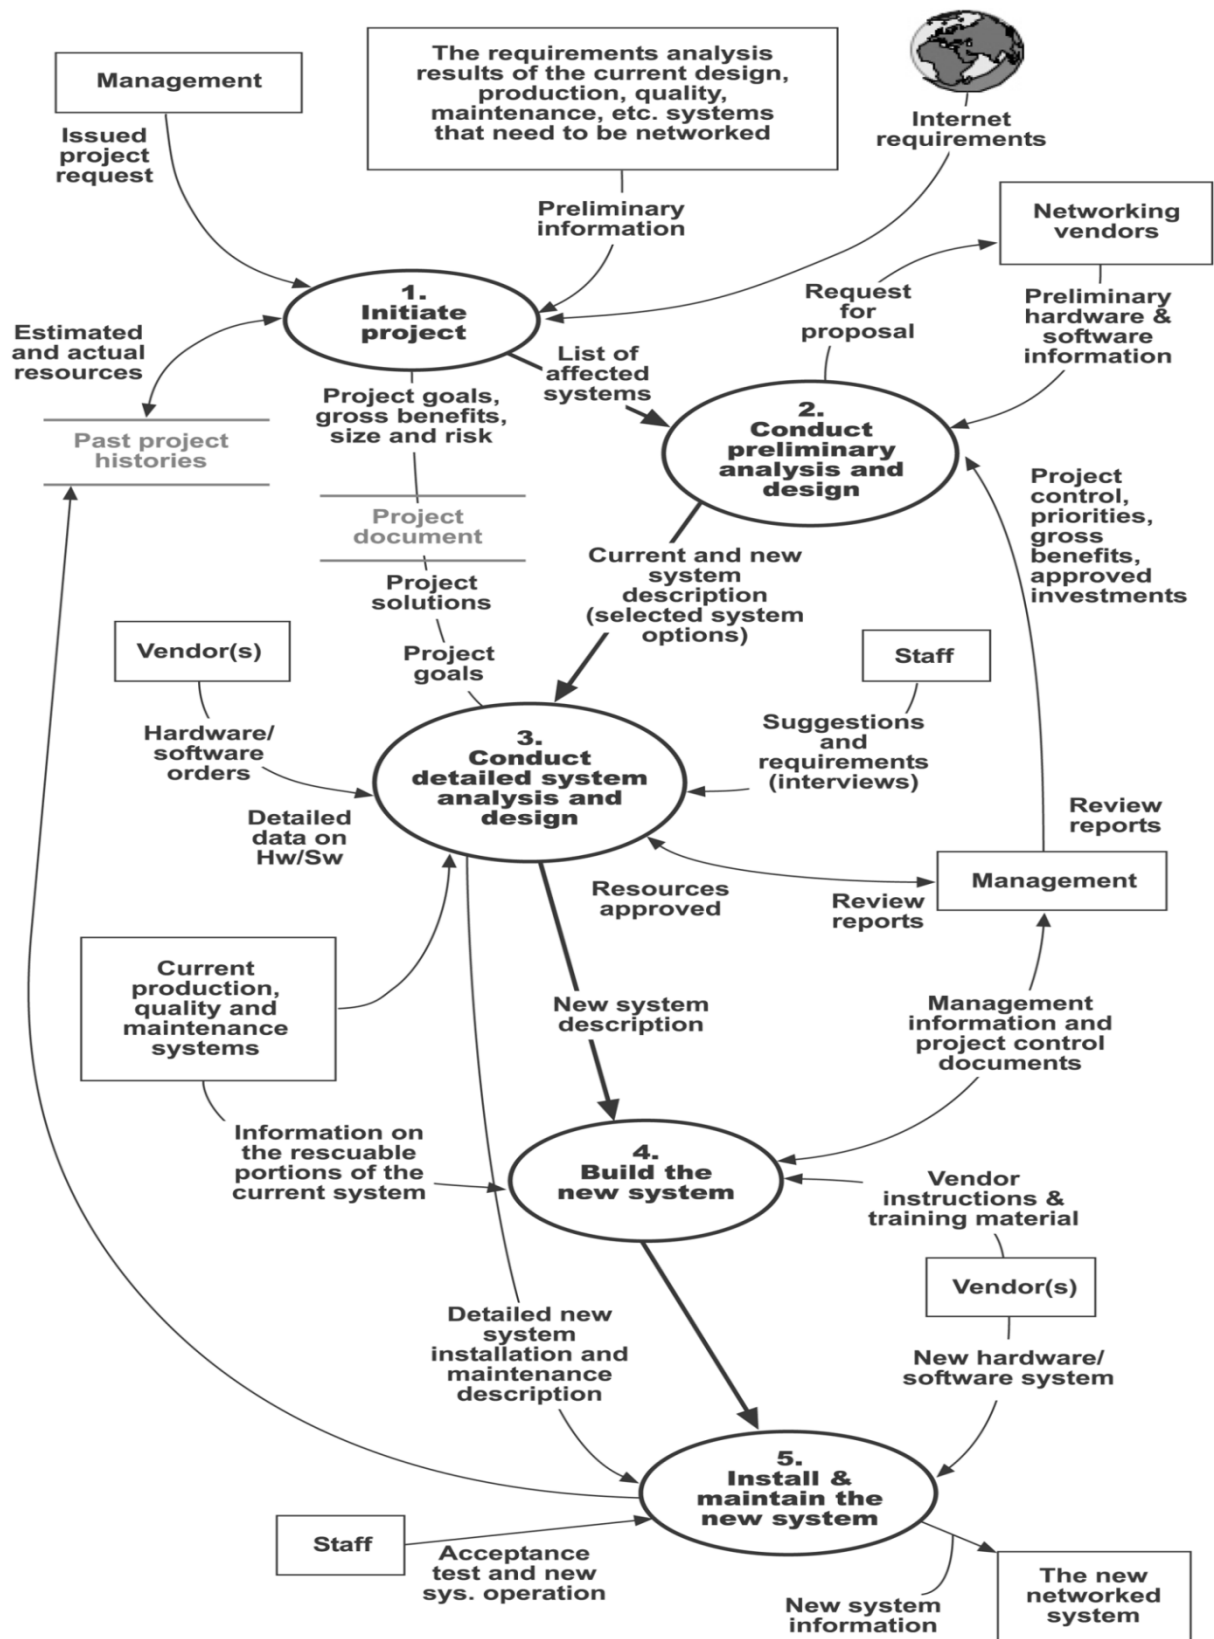 Management
The requirements analysis
results of the current design,
production, quality,
maintenance, etc. systems
that need to be networked
Internet
requirements
Issued
project
request
Preliminary
information
Networking
vendors
1.
Initiate
project
Request
for
proposal
Preliminary
hardware &
software
information
Estimated
and actual
resources
List of
affected
systems
Project goals,
gross benefits,
size and risk
2.
Conduct
preliminary
analysis and
design
Past project
histories
Project
control,
priorities,
gross
benefits,
approved
investments
Project
document
Current and new
system
description
(selected system
options)
Project
solutions
Vendor(s)
Project
goals
Staff
Hardware/
software
orders
3.
Conduct
detailed system
analysis and
design
Suggestions
and
requirements
(interviews)
Detailed
data on
Hw/Sw
Review
reports
Resources
approved
Review
reports
Management
Current
production,
quality and
maintenance
systems
New system
description
Management
information and
project control
documents
Information on
the rescuable
portions of the
current system
4.
Build the
new system
Vendor
instructions &
training material
Vendor(s)
Detailed new
system
installation and
maintenance
description
New hardware/
software system
5.
Install &
maintain the
new system
Staff
Acceptance
test and new
sys. operation
New system
information
The new
networked
system